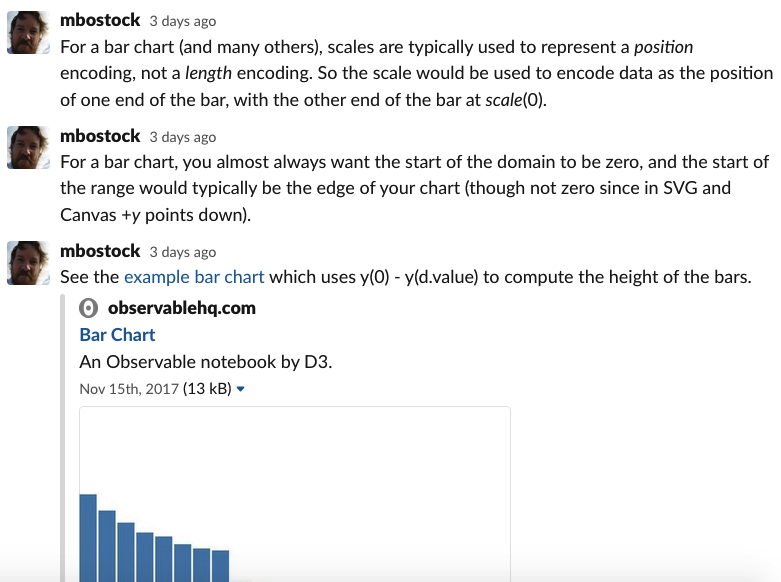 mbostock 3 days ago
For a bar chart (and many others), scales are typically used to represent a position
encoding, not a length encoding. So the scale would be used to encode data as the position
of one end of the bar, with the other end of the bar at scale(0).
mbostock 3 days ago
For a bar chart, you almost always want the start of the domain to be zero, and the start of
the range would typically be the edge of your chart (though not zero since in SVG and
Canvas +y points down).
mbostock 3 days ago
See the example bar chart which uses y(0) - y(d.value) to compute the height of the bars.
observablehq.com
Bar Chart
An Observable notebook by D3.
Nov 15th, 2017 (13 kB)